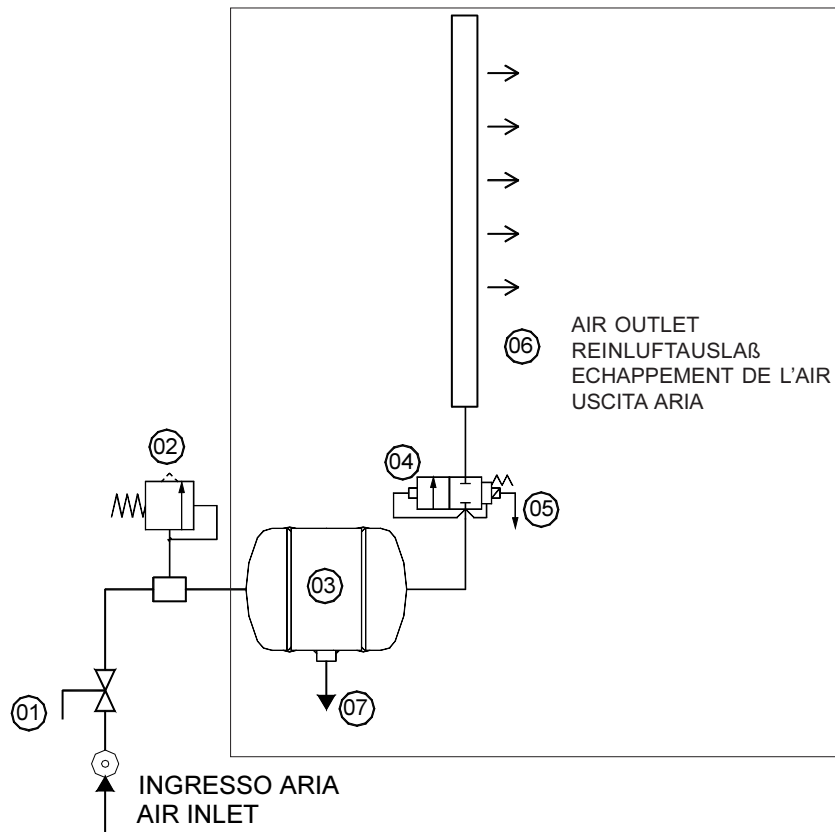 06
AIR OUTLET
REINLUFTAUSLAß
ECHAPPEMENT DE L'AIR
USCITA ARIA
02
04
05
03
01
07
INGRESSO ARIA
AIR INLET